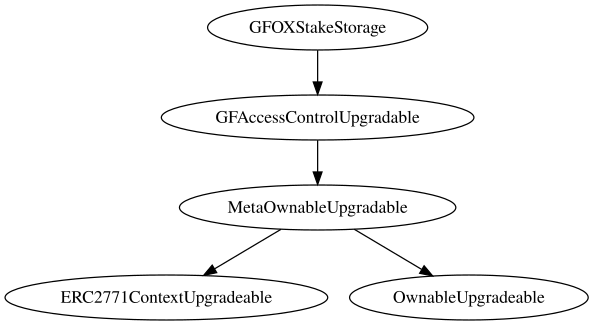 GFOXStakeStorage
GFAccessControlUpgradable
MetaOwnableUpgradable
ERC2771ContextUpgradeable
OwnableUpgradeable